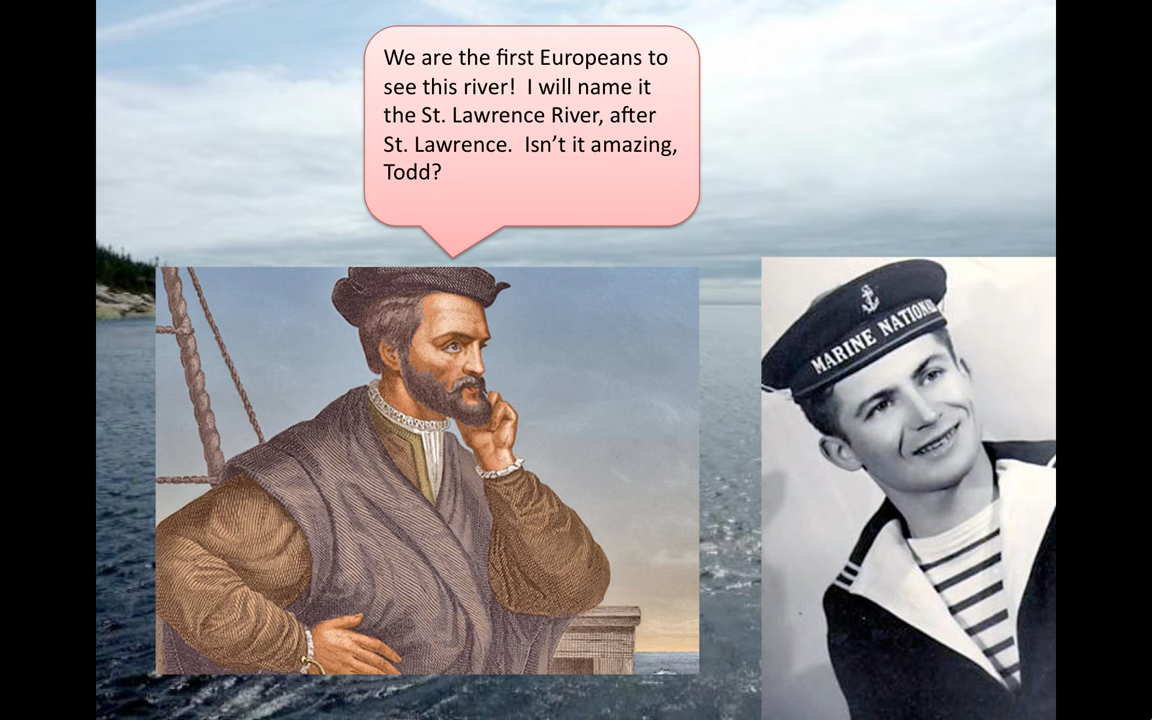 We are the first Europeans to
see this river!  I will name it
the St. Lawrence River, after
St. Lawrence.  Isn’t it amazing,
Todd?
MARINE NATIONA